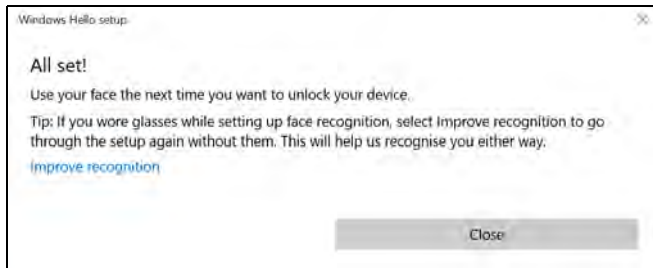 Windows Hello setup
All set!
Use your face the next time you want to unlock your device.
Tip: If you wore glasses while setting up face recognition, select Improve recognition to go
through the setup again without them. This will help us recognise you either way.
Improve recognition
Close